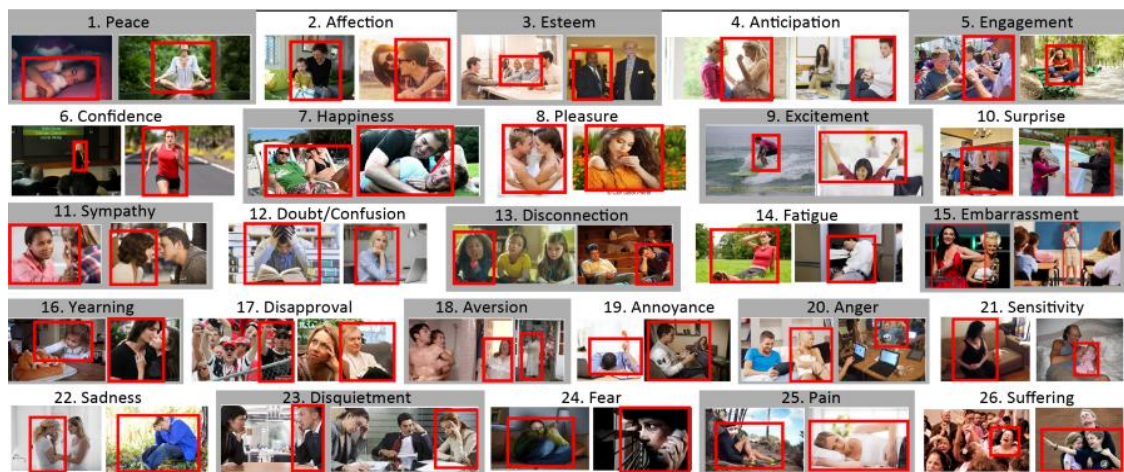 1. Peace
2. Affection
3. Esteem
4. Anticipation
5. Engagement
6. Confidence
7. Happiness
8. Pleasure
9. Excitement
10. Surprise
11. Sympathy
12. Doubt/Confusion
13. Disconnection
14. Fatigue
15. Embarrassment
16. Yearning
17. Disapproval
18. Aversion
19. Annoyance
20. Anger
21. Sensitivity
22. Sadness
23. Disquietment
24. Fear
25. Pain
26. Suffering